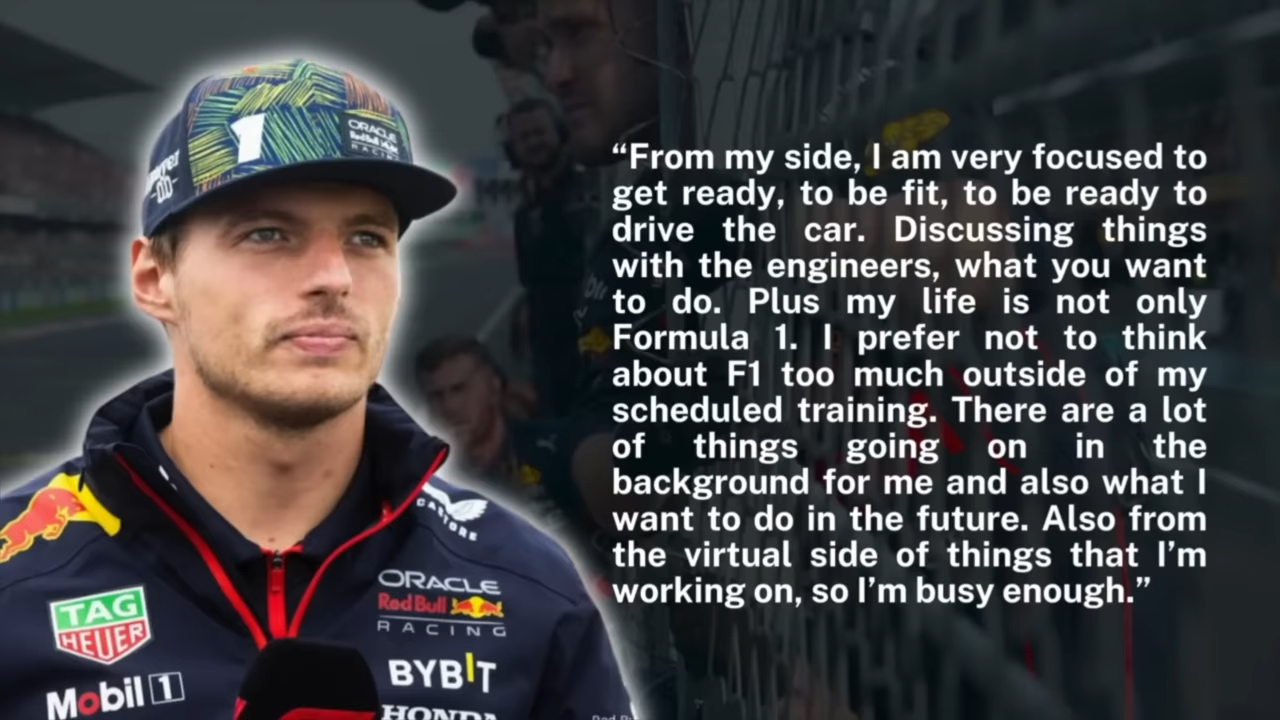 1
ORACLE
Red Bull
RACING
CASTORE
TAG
HEUER
ORACLE
Red Bull
RACING
BYBIT
Mobil 1
HONDA
“From my side, I am very focused to
get ready, to be fit, to be ready to
drive the car. Discussing things
with the engineers, what you want
to do. Plus my life is not only
Formula 1. I prefer not to think
about F1 too much outside of my
scheduled training. There are a lot
of things going on in the
background for me and also what I
want to do in the future. Also from
the virtual side of things that I’m
working on, so I’m busy enough.”